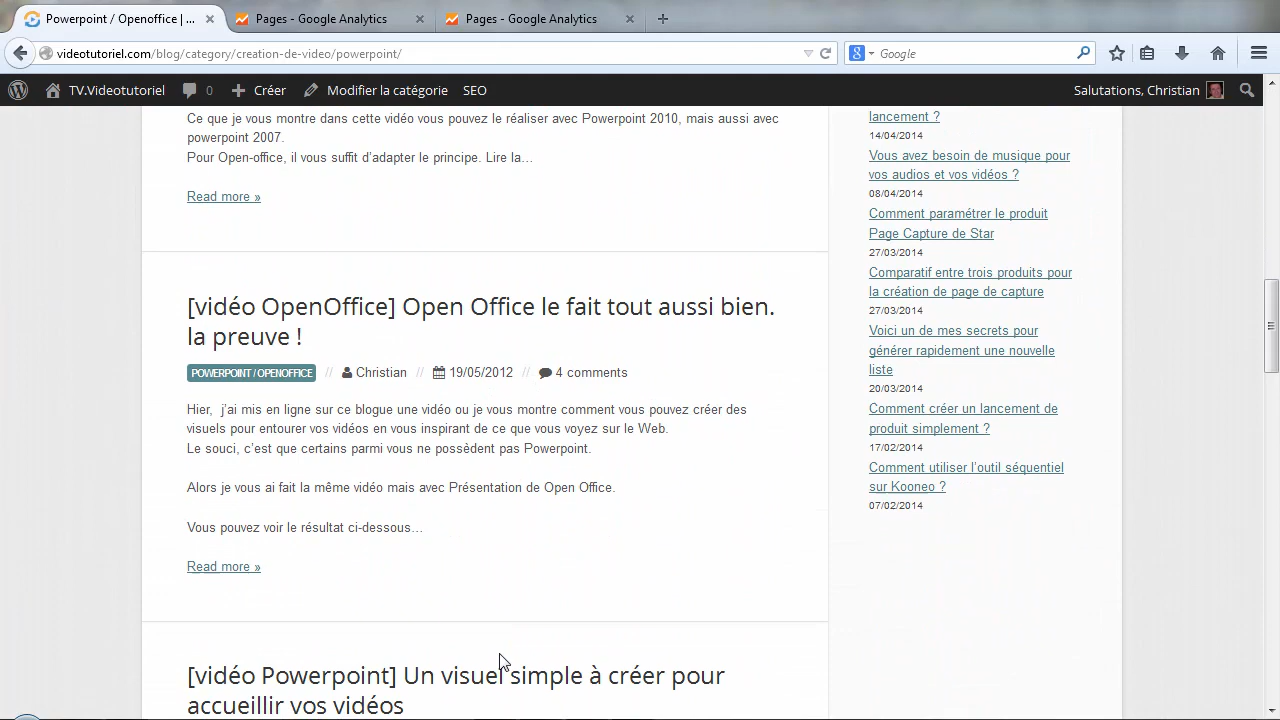 Powerpoint / Openoffice | ...
Pages - Google Analytics
Pages - Google Analytics
videotutoriel.com/blog/category/creation-de-video/powerpoint/
Google
TV.Videotutoriel
0
Créer
Modifier la catégorie
SEO
Salutations, Christian
Ce que je vous montre dans cette vidéo vous pouvez le réaliser avec Powerpoint 2010, mais aussi avec
powerpoint 2007.
Pour Open-office, il vous suffit d'adapter le principe. Lire la…
Read more »
[vidéo OpenOffice] Open Office le fait tout aussi bien.
la preuve !
POWERPOINT / OPENOFFICE // Christian // 19/05/2012 // 4 comments
Hier, j'ai mis en ligne sur ce blogue une vidéo ou je vous montre comment vous pouvez créer des
visuels pour entourer vos vidéos en vous inspirant de ce que vous voyez sur le Web.
Le souci, c'est que certains parmi vous ne possèdent pas Powerpoint.
Alors je vous ai fait la même vidéo mais avec Présentation de Open Office.
Vous pouvez voir le résultat ci-dessous…
Read more »
[vidéo Powerpoint] Un visuel simple à créer pour
accueillir vos vidéos
lancement ?
14/04/2014
Vous avez besoin de musique pour
vos audios et vos vidéos ?
08/04/2014
Comment paramétrer le produit
Page Capture de Star
27/03/2014
Comparatif entre trois produits pour
la création de page de capture
27/03/2014
Voici un de mes secrets pour
générer rapidement une nouvelle
liste
20/03/2014
Comment créer un lancement de
produit simplement ?
17/02/2014
Comment utiliser l'outil séquentiel
sur Kooneo ?
07/02/2014